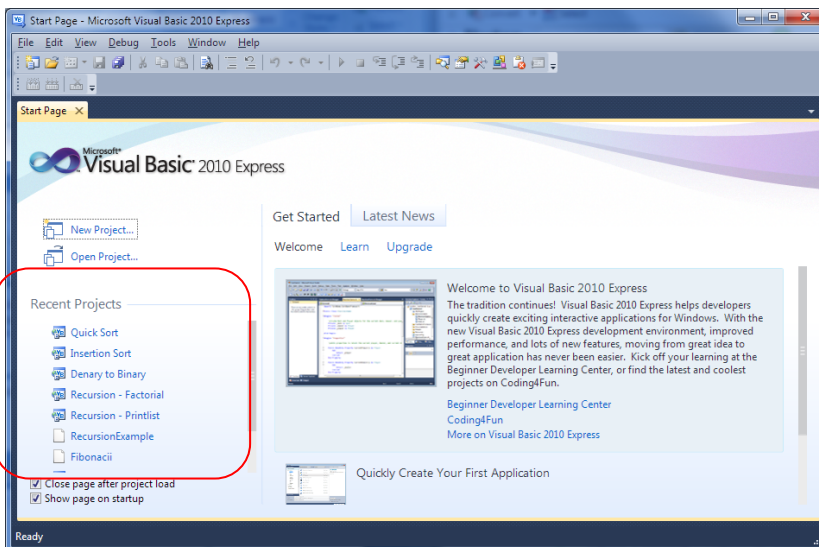 Start Page - Microsoft Visual Basic 2010 Express
File Edit View Debug Tools Window Help
Start Page
Microsoft®
Visual Basic® 2010 Express
New Project...
Open Project...
Recent Projects
Quick Sort
Insertion Sort
Denary to Binary
Recursion - Factorial
Recursion - Printlist
RecursionExample
Fibonacii
Close page after project load
Show page on startup
Get Started Latest News
Welcome Learn Upgrade
Welcome to Visual Basic 2010 Express
The tradition continues! Visual Basic 2010 Express helps developers
quickly create exciting interactive applications for Windows. With the
new Visual Basic 2010 Express development environment, improved
performance, and lots of new features, moving from great idea to
great application has never been easier. Kick off your learning at the
Beginner Developer Learning Center, or find the latest and coolest
projects on Coding4Fun.
Beginner Developer Learning Center
Coding4Fun
More on Visual Basic 2010 Express
Quickly Create Your First Application
Ready